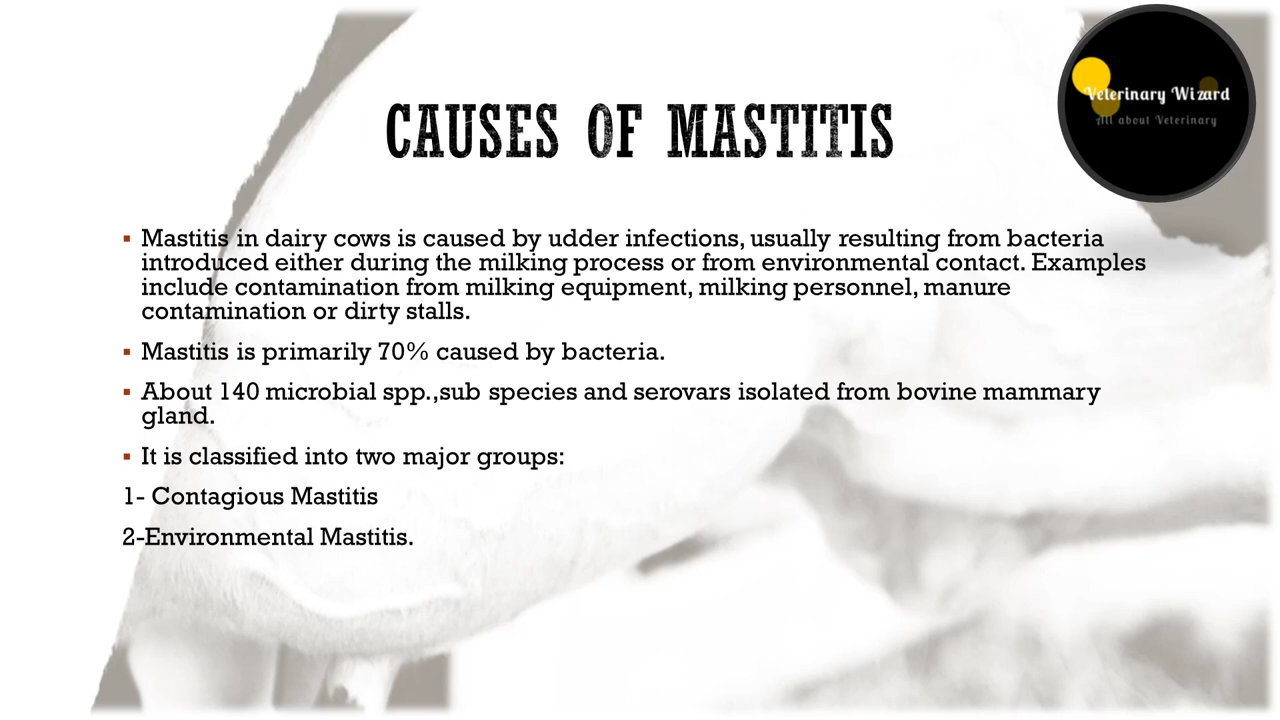 Veterinary Wizard
All about Veterinary
CAUSES OF MASTITIS
▪ Mastitis in dairy cows is caused by udder infections, usually resulting from bacteria
introduced either during the milking process or from environmental contact. Examples
include contamination from milking equipment, milking personnel, manure
contamination or dirty stalls.
▪ Mastitis is primarily 70% caused by bacteria.
▪ About 140 microbial spp.,sub species and serovars isolated from bovine mammary
gland.
▪ It is classified into two major groups:
1- Contagious Mastitis
2-Environmental Mastitis.